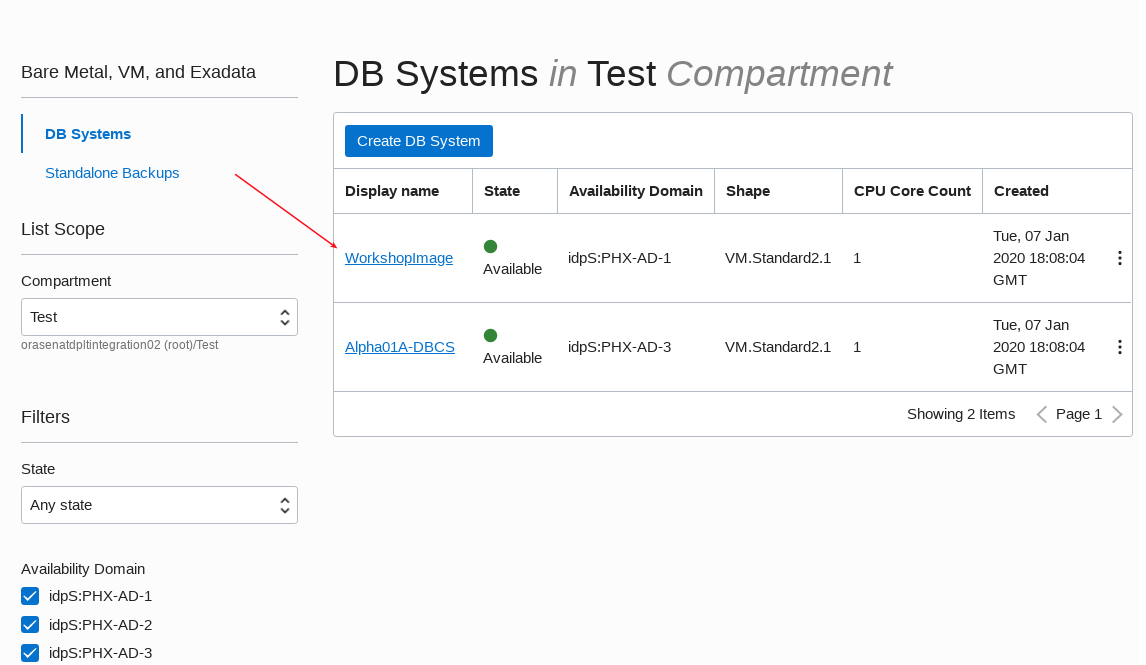 Bare Metal, VM, and Exadata
DB Systems
Standalone Backups
List Scope
Compartment
Test
orasenatdpltintegration02 (root)/Test
Filters
State
Any state
Availability Domain
idpS:PHX-AD-1
idpS:PHX-AD-2
idpS:PHX-AD-3
DB Systems in Test Compartment
Create DB System
Display name State Availability Domain Shape CPU Core Count Created
WorkshopImage Available idpS:PHX-AD-1 VM.Standard2.1 1 Tue, 07 Jan
2020 18:08:04
GMT
Alpha01A-DBCS Available idpS:PHX-AD-3 VM.Standard2.1 1 Tue, 07 Jan
2020 18:08:04
GMT
Showing 2 Items Page 1